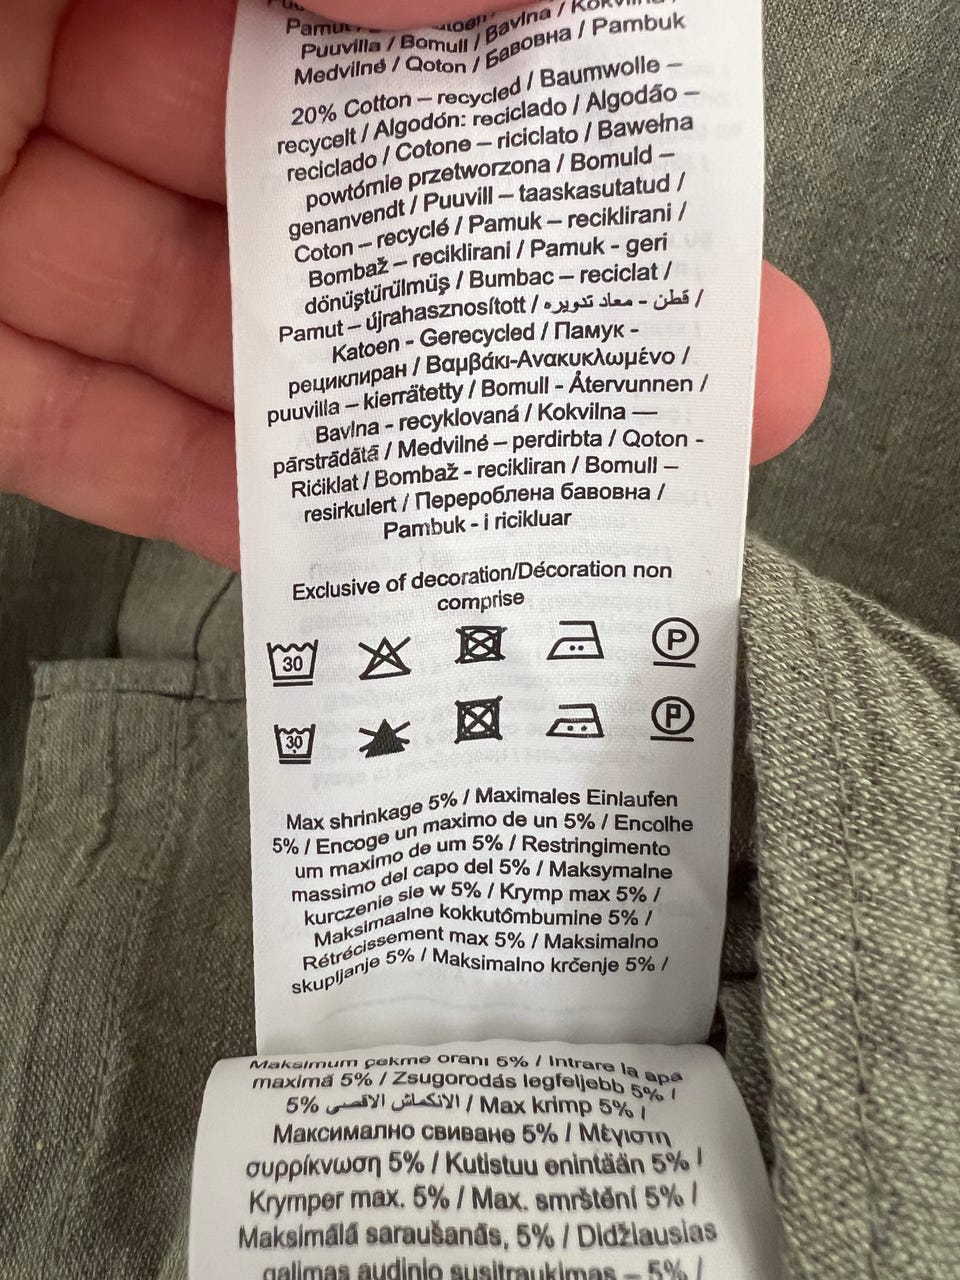 Puuvilla / Bomull / Bavlna /
Medvilnė / Qoton / бавовна / Pambuk
20% Cotton – recycled / Baumwolle –
recycelt / Algodón: reciclado / Algodão –
reciclado / Cotone – riciclato / Bawełna
powtórnie przetworzona / Bomuld –
genanvendt / Puuvill – taaskasutatud /
Coton – recyclé / Pamuk – reciklirani /
Bombaž – reciklirani / Pamuk - geri
dönüştürülmüş / Bumbac – reciclat /
Pamut – újrahasznosított / قطن - معاد تدويره /
Katoen - Gerecycled / Памук -
рециклиран / Βαμβάκι-Ανακυκλωμένο /
puuvilla – kierrätetty / Bomull - Återvunnen /
Bavlna - recyklovaná / Kokvilna —
pārstrādātā / Medvilnė – perdirbta / Qoton -
Riċiklat / Bombaž - recikliran / Bomull –
resirkulert / Перероблена бавовна /
Pambuk - i ricikluar
Exclusive of decoration/Décoration non
comprise
30 P
30 P
Max shrinkage 5% / Maximales Einlaufen
5% / Encoge un maximo de un 5% / Encolhe
um maximo de um 5% / Restringimento
massimo del capo del 5% / Maksymalne
kurczenie sie w 5% / Krymp max 5% /
Maksimaalne kokkutõmbumine 5% /
Rétrécissement max 5% / Maksimalno
skupljanje 5% / Maksimalno krčenje 5% /
Maksimum çekme oranı 5% / Intrare la apa
maximă 5% / Zsugorodás legfeljebb 5% /
الانكماش الاقصى 5% / Max krimp 5% /
Максимално свиване 5% / Μέγιστη
συρρίκνωση 5% / Kutistuu enintään 5% /
Krymper max. 5% / Max. smrštění 5% /
Maksimālā saraušanās, 5% / Didžiausias
galimas audinio susitraukimas – 5% /